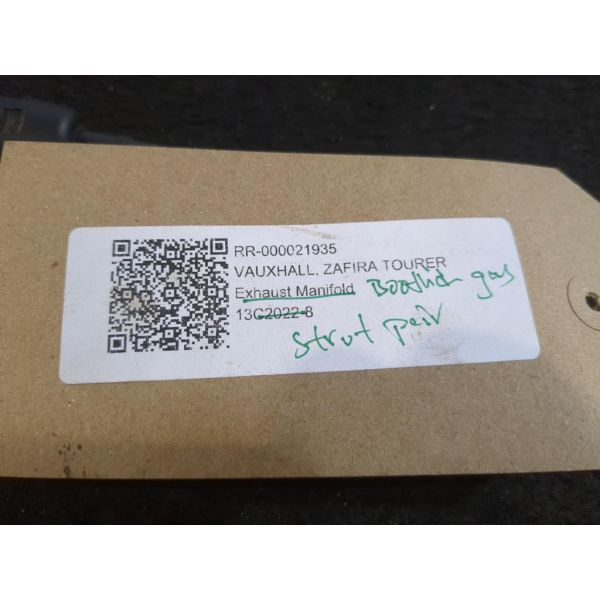 RR-000021935
VAUXHALL, ZAFIRA TOURER
Exhaust Manifold Bootlid gas
13C2022-8
strut pair